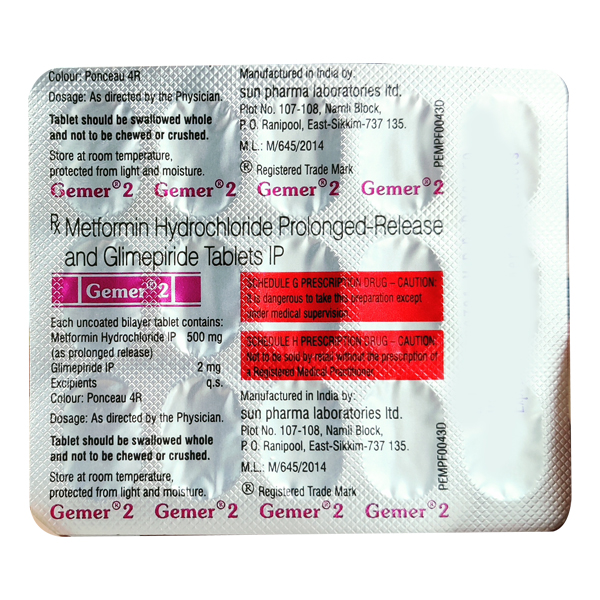 Colour: Ponceau 4R
Dosage: As directed by the Physician.
Tablet should be swallowed whole
and not to be chewed or crushed.
Store at room temperature,
protected from light and moisture.
Manufactured in India by:
sun pharma laboratories ltd.
Plot No. 107-108, Namli Block,
P. O. Ranipool, East-Sikkim-737 135.
M.L.: M/645/2014
® Registered Trade Mark
PEMPF0043D
Gemer®2 Gemer®2 Gemer®2 Gemer®2
Rx Metformin Hydrochloride Prolonged-Release
and Glimepiride Tablets IP
Gemer®2
Each uncoated bilayer tablet contains:
Metformin Hydrochloride IP 500 mg
(as prolonged release)
Glimepiride IP 2 mg
Excipients q.s.
Colour: Ponceau 4R
Dosage: As directed by the Physician.
Tablet should be swallowed whole
and not to be chewed or crushed.
Store at room temperature,
protected from light and moisture.
SCHEDULE G PRESCRIPTION DRUG – CAUTION:
It is dangerous to take this preparation except
under medical supervision
SCHEDULE H PRESCRIPTION DRUG – CAUTION:
Not to be sold by retail without the prescription of
a Registered Medical Practitioner
Manufactured in India by:
sun pharma laboratories ltd.
Plot No. 107-108, Namli Block,
P. O. Ranipool, East-Sikkim-737 135.
M.L.: M/645/2014
® Registered Trade Mark
PEMPF0043D
Gemer®2 Gemer®2 Gemer®2 Gemer®2